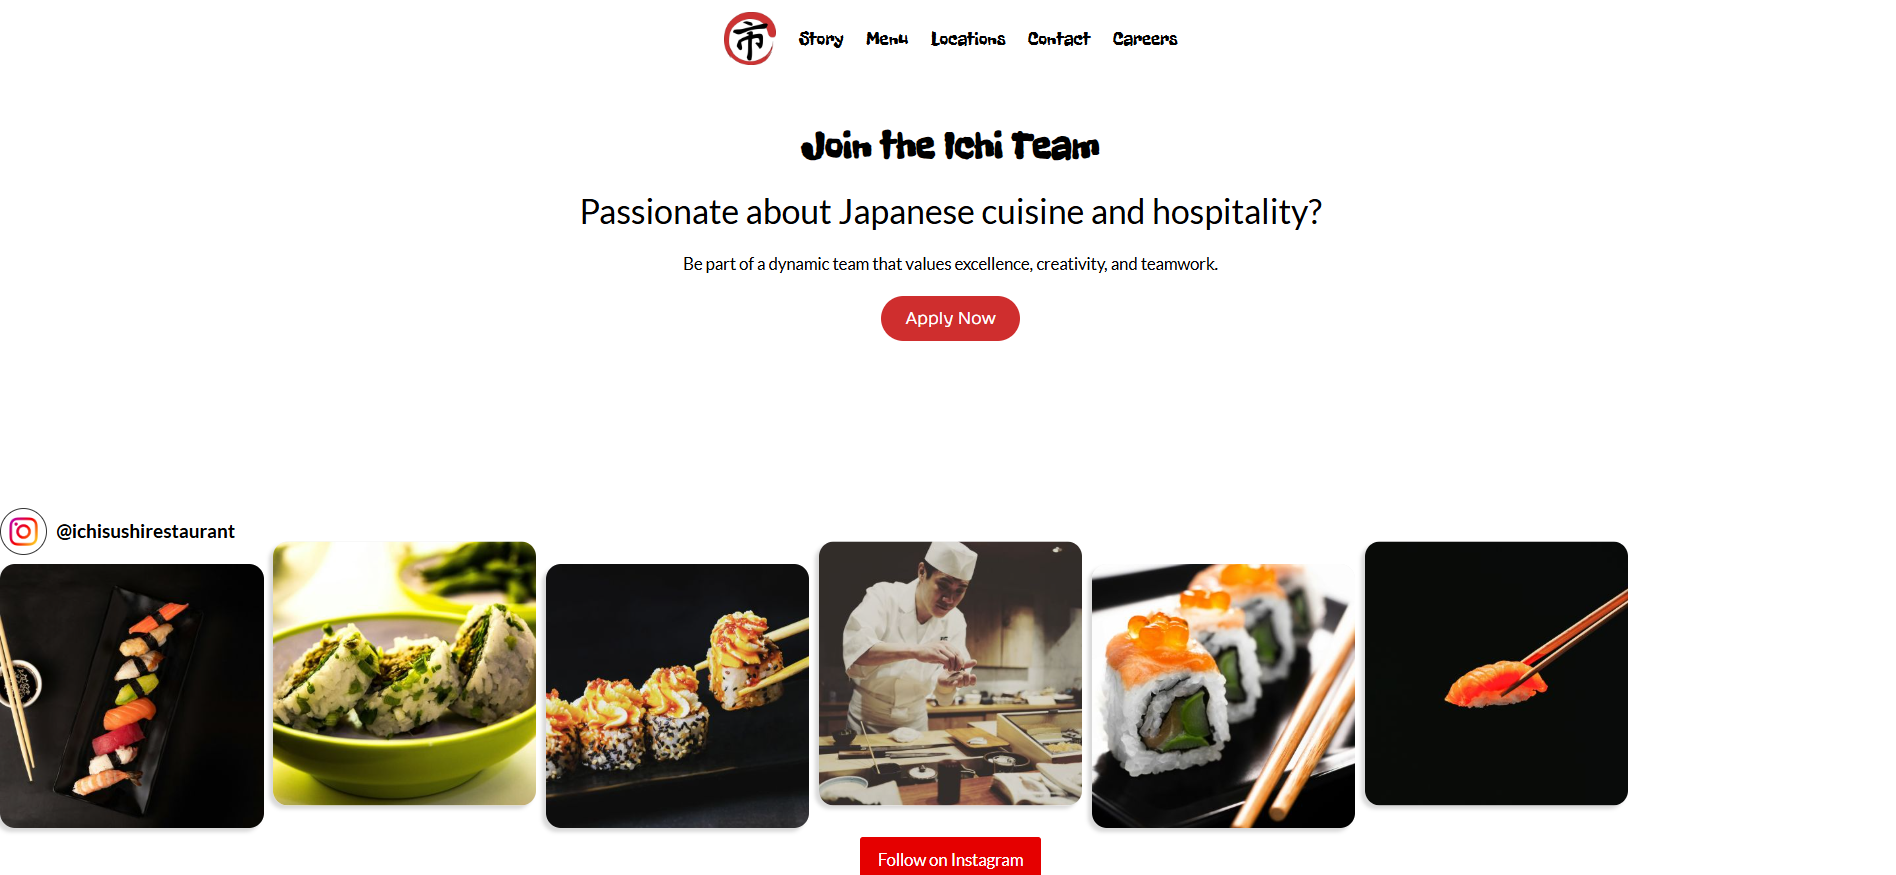 市
Story Menu Locations Contact Careers
Join the Ichi Team
Passionate about Japanese cuisine and hospitality?
Be part of a dynamic team that values excellence, creativity, and teamwork.
Apply Now
@ichisushirestaurant
Follow on Instagram